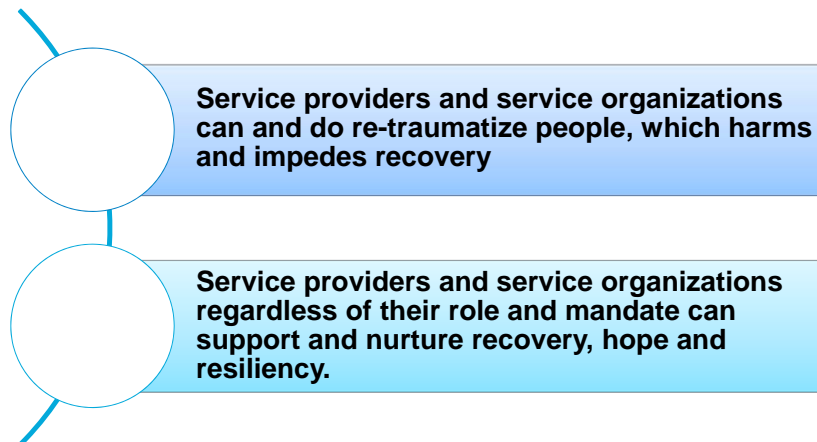 Service providers and service organizations
can and do re-traumatize people, which harms
and impedes recovery
Service providers and service organizations
regardless of their role and mandate can
support and nurture recovery, hope and
resiliency.